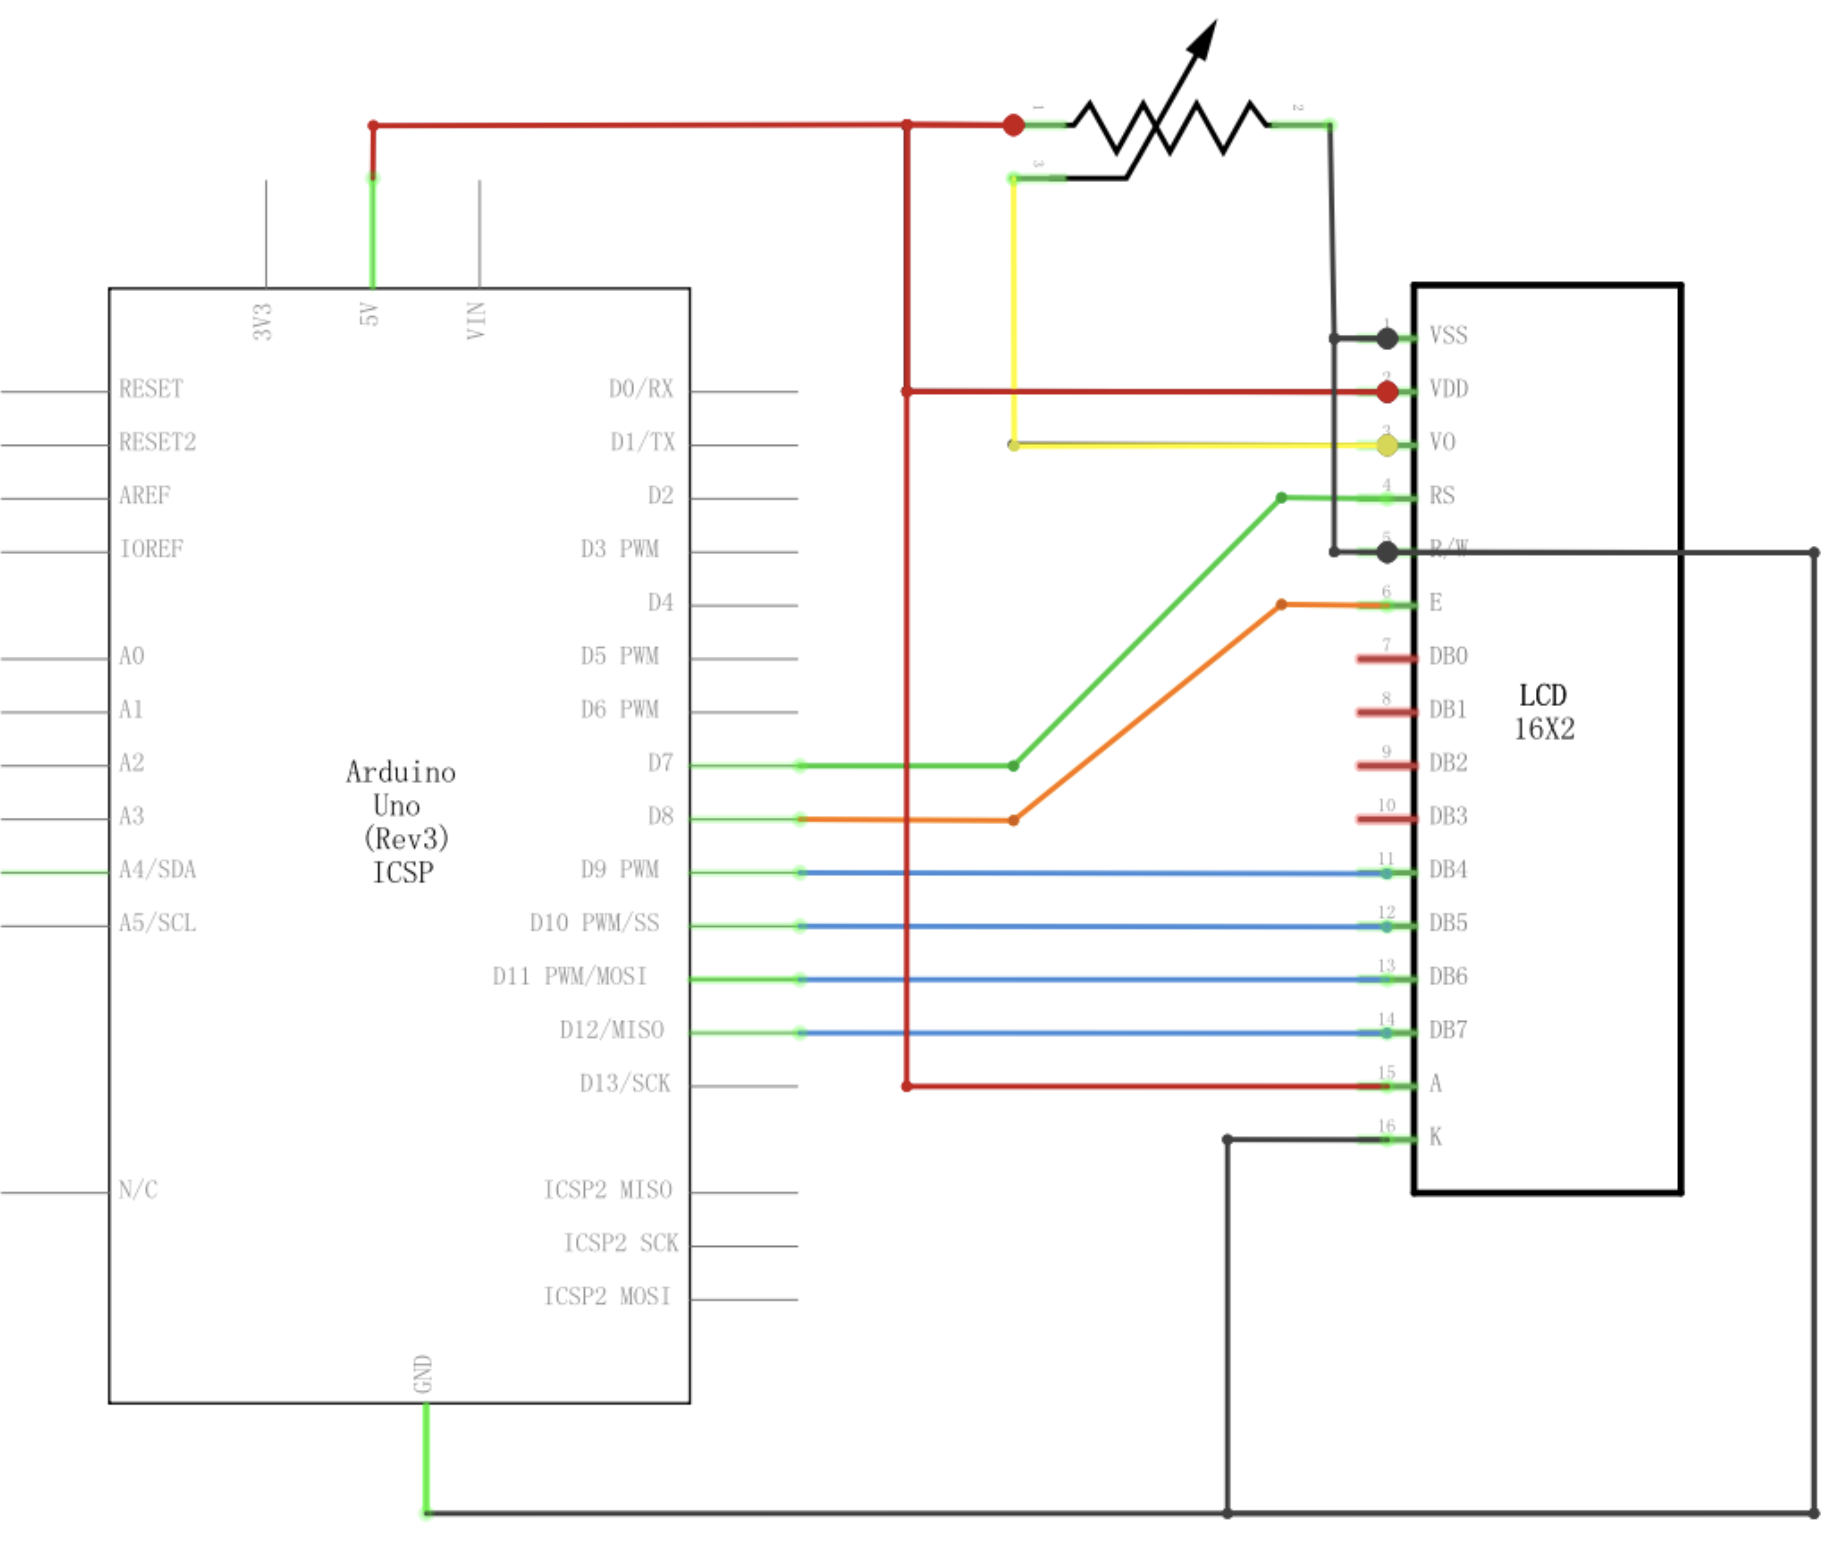 1
2
3
3V3
5V
VIN
RESET
RESET2
AREF
IOREF
A0
A1
A2
A3
A4/SDA
A5/SCL
N/C
Arduino
Uno
(Rev3)
ICSP
D0/RX
D1/TX
D2
D3 PWM
D4
D5 PWM
D6 PWM
D7
D8
D9 PWM
D10 PWM/SS
D11 PWM/MOSI
D12/MISO
D13/SCK
ICSP2 MISO
ICSP2 SCK
ICSP2 MOSI
GND
1 VSS
2 VDD
3 VO
4 RS
5 R/W
6 E
7 DB0
8 DB1
9 DB2
10 DB3
11 DB4
12 DB5
13 DB6
14 DB7
15 A
16 K
LCD
16X2